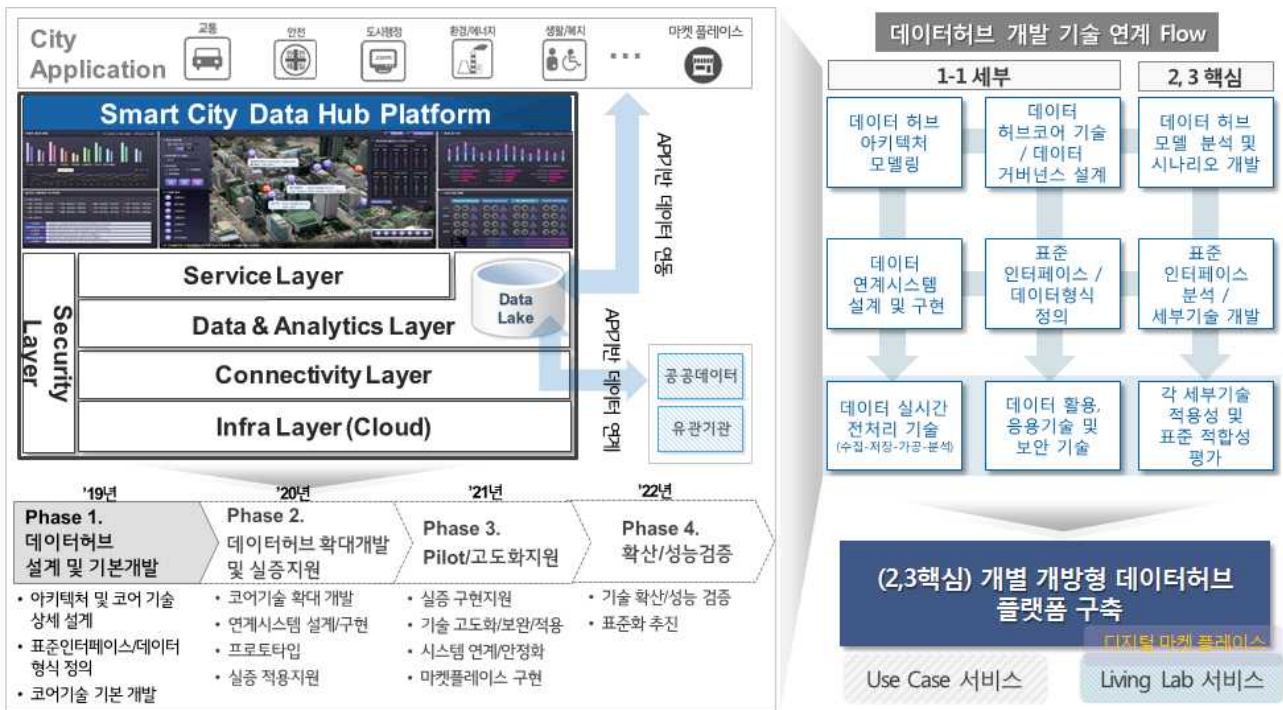 City
Application
교통
안전
도시행정
환경/에너지
생활/복지
마켓 플레이스
.com
...
Smart City Data Hub Platform
Service Layer
Data & Analytics Layer
Connectivity Layer
Infra Layer (Cloud)
Security
Layer
Data
Lake
API기반 데이터 연동
API기반 데이터 연계
공공데이터
유관기관
'19년
'20년
'21년
'22년
Phase 1.
데이터허브
설계 및 기본개발
Phase 2.
데이터허브 확대개발
및 실증지원
Phase 3.
Pilot/고도화지원
Phase 4.
확산/성능검증
• 아키텍처 및 코어 기술
상세 설계
• 표준인터페이스/데이터
형식 정의
• 코어기술 기본 개발
• 코어기술 확대 개발
• 연계시스템 설계/구현
• 프로토타입
• 실증 적용지원
• 실증 구현지원
• 기술 고도화/보완/적용
• 시스템 연계/안정화
• 마켓플레이스 구현
• 기술 확산/성능 검증
• 표준화 추진
데이터허브 개발 기술 연계 Flow
1-1 세부
2, 3 핵심
데이터 허브
아키텍처
모델링
데이터
허브코어 기술
/ 데이터
거버넌스 설계
데이터 허브
모델 분석 및
시나리오 개발
데이터
연계시스템
설계 및 구현
표준
인터페이스 /
데이터형식
정의
표준
인터페이스
분석 /
세부기술 개발
데이터 실시간
전처리 기술
(수집-저장-가공-분석)
데이터 활용,
응용기술 및
보안 기술
각 세부기술
적용성 및
표준 적합성
평가
(2,3핵심) 개별 개방형 데이터허브
플랫폼 구축
디지털 마켓 플레이스
Use Case 서비스
Living Lab 서비스